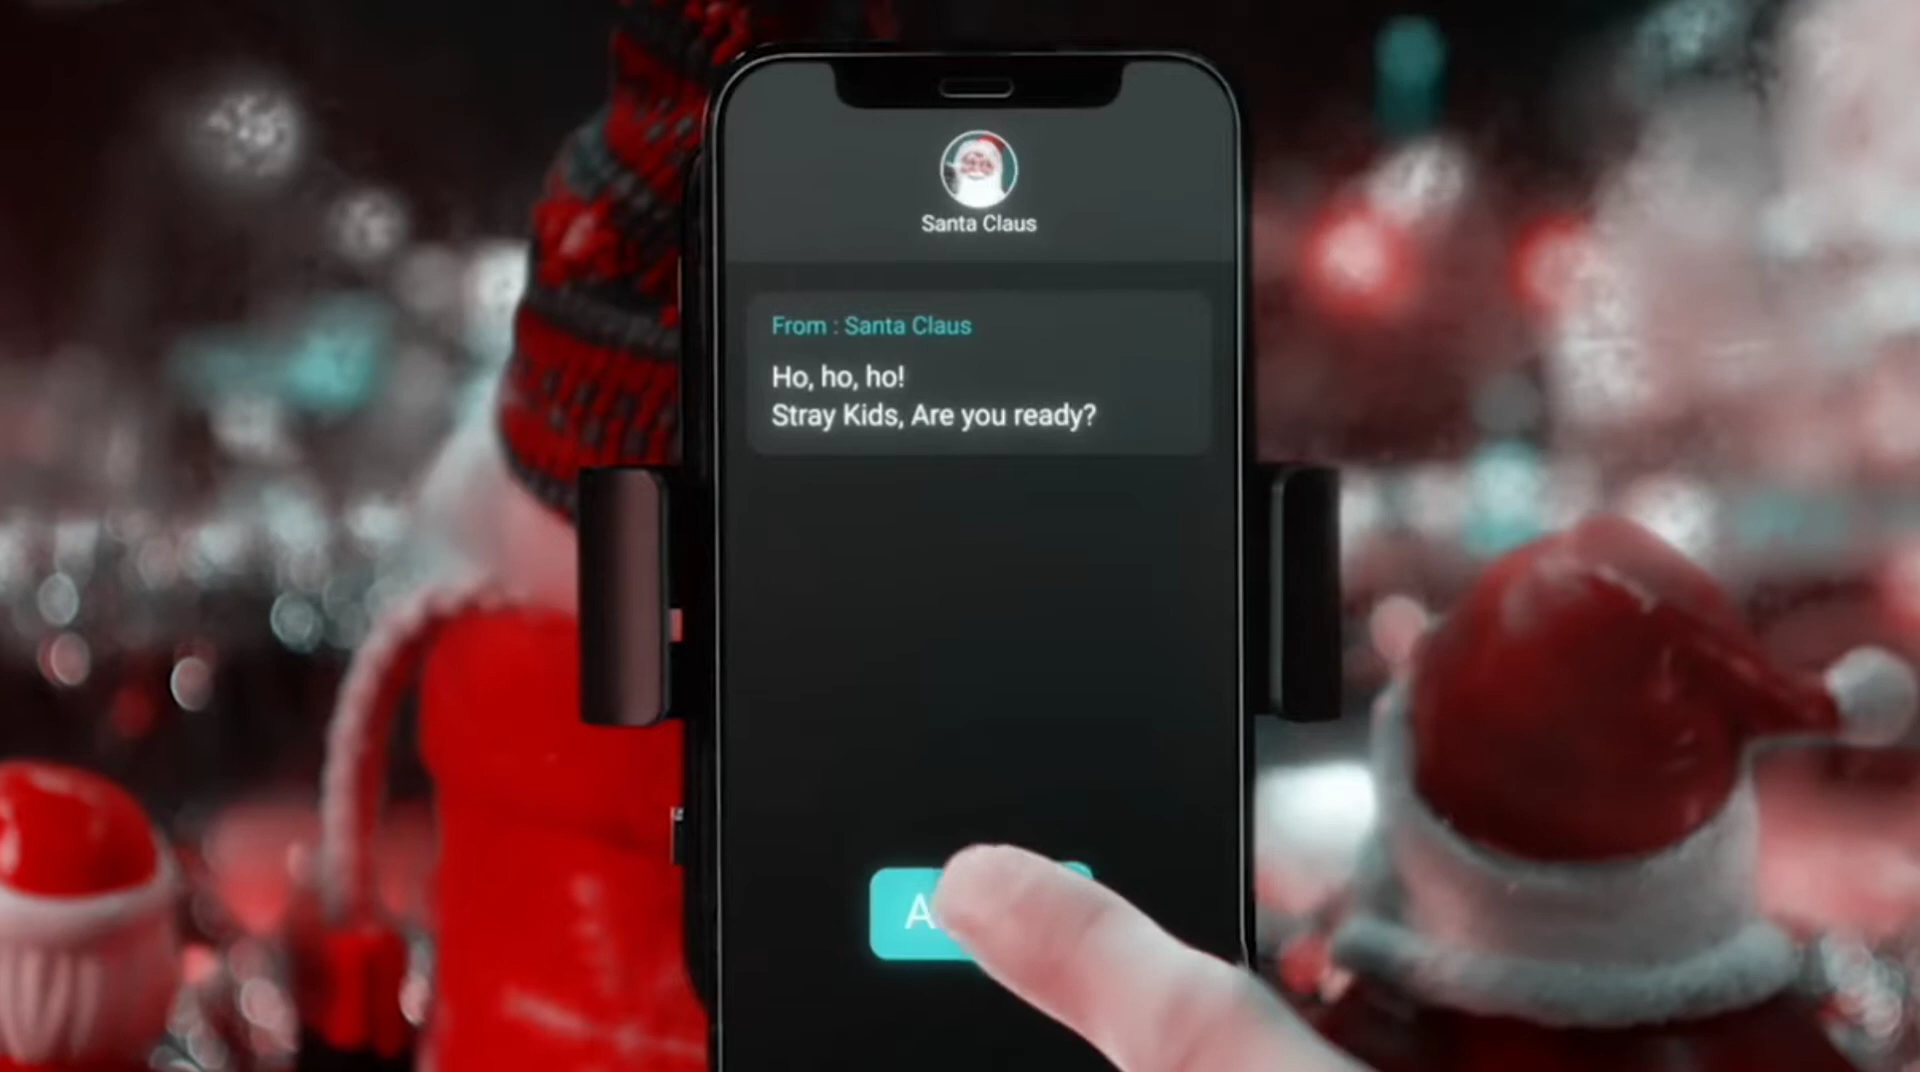 Santa Claus
From : Santa Claus
Ho, ho, ho!
Stray Kids, Are you ready?